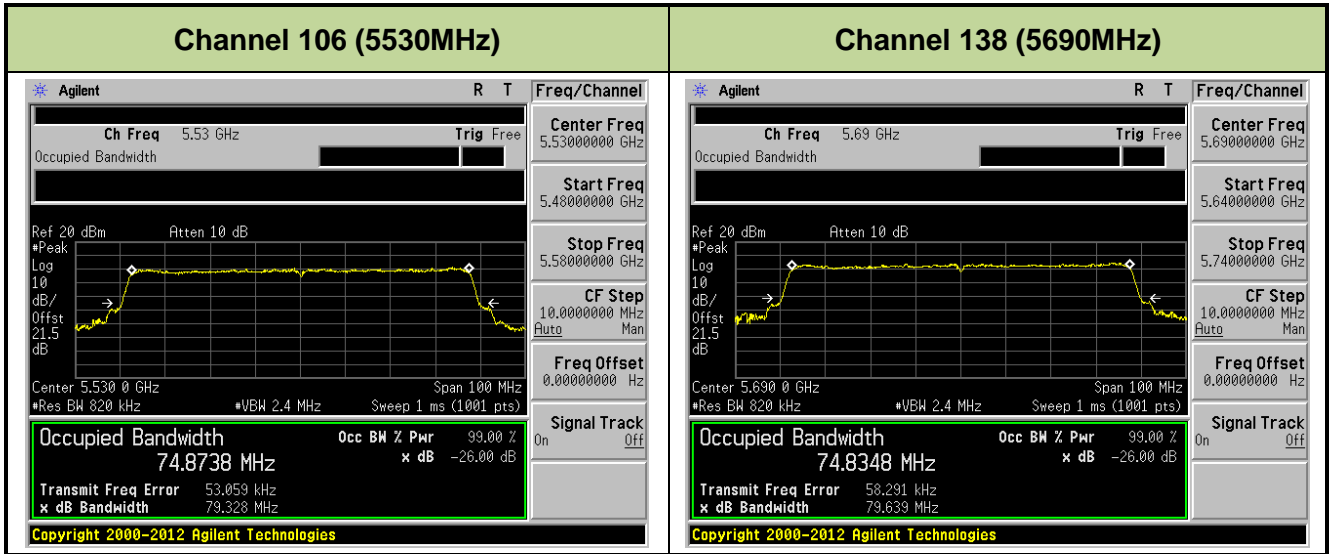 Channel 106 (5530MHz)
Agilent R T
Ch Freq 5.53 GHz Trig Free
Occupied Bandwidth
Ref 20 dBm Atten 10 dB
#Peak
Log
10
dB/
Offst
21.5
dB
Center 5.530 0 GHz Span 100 MHz
#Res BW 820 kHz #VBW 2.4 MHz Sweep 1 ms (1001 pts)
Occupied Bandwidth Occ BW % Pwr 99.00 %
74.8738 MHz x dB -26.00 dB
Transmit Freq Error 53.059 kHz
x dB Bandwidth 79.328 MHz
Copyright 2000-2012 Agilent Technologies
Freq/Channel
Center Freq
5.53000000 GHz
Start Freq
5.48000000 GHz
Stop Freq
5.58000000 GHz
CF Step
10.0000000 MHz
Auto Man
Freq Offset
0.00000000 Hz
Signal Track
On Off
Channel 138 (5690MHz)
Agilent R T
Ch Freq 5.69 GHz Trig Free
Occupied Bandwidth
Ref 20 dBm Atten 10 dB
#Peak
Log
10
dB/
Offst
21.5
dB
Center 5.690 0 GHz Span 100 MHz
#Res BW 820 kHz #VBW 2.4 MHz Sweep 1 ms (1001 pts)
Occupied Bandwidth Occ BW % Pwr 99.00 %
74.8348 MHz x dB -26.00 dB
Transmit Freq Error 58.291 kHz
x dB Bandwidth 79.639 MHz
Copyright 2000-2012 Agilent Technologies
Freq/Channel
Center Freq
5.69000000 GHz
Start Freq
5.64000000 GHz
Stop Freq
5.74000000 GHz
CF Step
10.0000000 MHz
Auto Man
Freq Offset
0.00000000 Hz
Signal Track
On Off